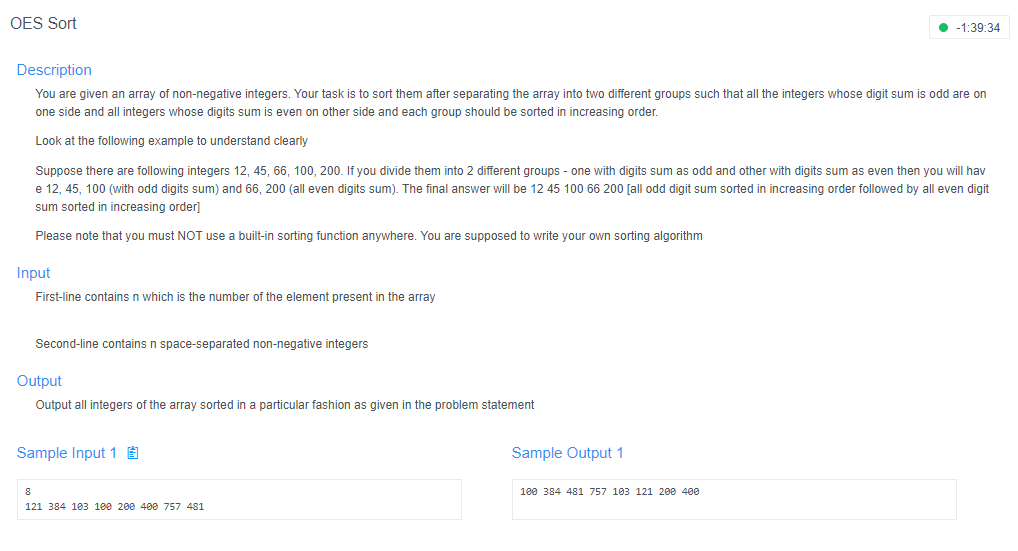 OES Sort
-1:39:34
Description
You are given an array of non-negative integers. Your task is to sort them after separating the array into two different groups such that all the integers whose digit sum is odd are on
one side and all integers whose digits sum is even on other side and each group should be sorted in increasing order.
Look at the following example to understand clearly
Suppose there are following integers 12, 45, 66, 100, 200. If you divide them into 2 different groups - one with digits sum as odd and other with digits sum as even then you will hav
e 12, 45, 100 (with odd digits sum) and 66, 200 (all even digits sum). The final answer will be 12 45 100 66 200 [all odd digit sum sorted in increasing order followed by all even digit
sum sorted in increasing order]
Please note that you must NOT use a built-in sorting function anywhere. You are supposed to write your own sorting algorithm
Input
First-line contains n which is the number of the element present in the array
Second-line contains n space-separated non-negative integers
Output
Output all integers of the array sorted in a particular fashion as given in the problem statement
Sample Input 1
8
121 384 103 100 200 400 757 481
Sample Output 1
100 384 481 757 103 121 200 400